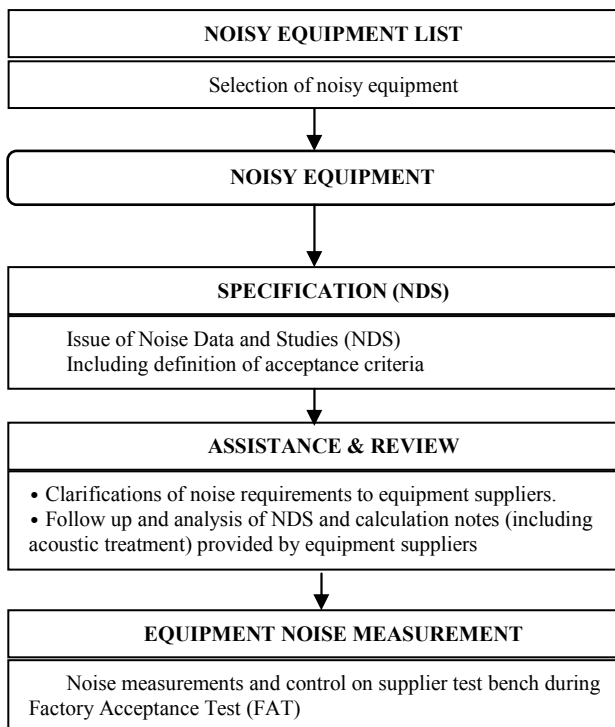 NOISY EQUIPMENT LIST
Selection of noisy equipment
NOISY EQUIPMENT
SPECIFICATION (NDS)
Issue of Noise Data and Studies (NDS)
Including definition of acceptance criteria
ASSISTANCE & REVIEW
• Clarifications of noise requirements to equipment suppliers.
• Follow up and analysis of NDS and calculation notes (including
acoustic treatment) provided by equipment suppliers
EQUIPMENT NOISE MEASUREMENT
Noise measurements and control on supplier test bench during
Factory Acceptance Test (FAT)